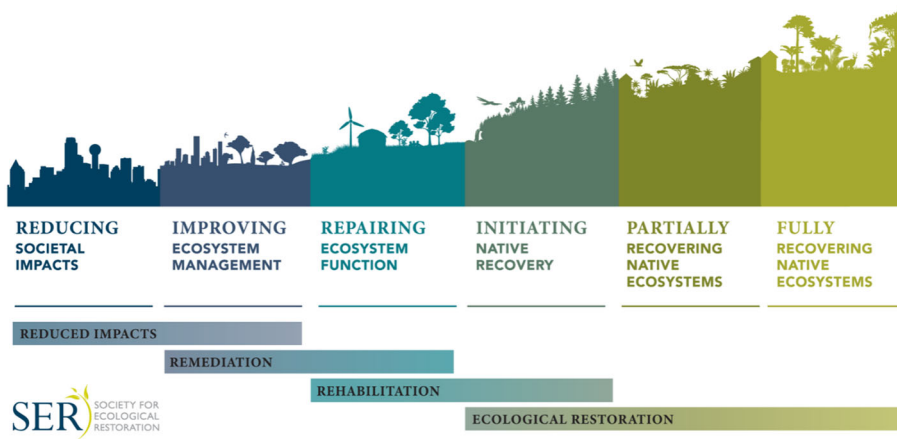 REDUCING
SOCIETAL
IMPACTS
IMPROVING
ECOSYSTEM
MANAGEMENT
REPAIRING
ECOSYSTEM
FUNCTION
INITIATING
NATIVE
RECOVERY
PARTIALLY
RECOVERING
NATIVE
ECOSYSTEMS
FULLY
RECOVERING
NATIVE
ECOSYSTEMS
REDUCED IMPACTS
REMEDIATION
REHABILITATION
ECOLOGICAL RESTORATION
SER
SOCIETY FOR
ECOLOGICAL
RESTORATION